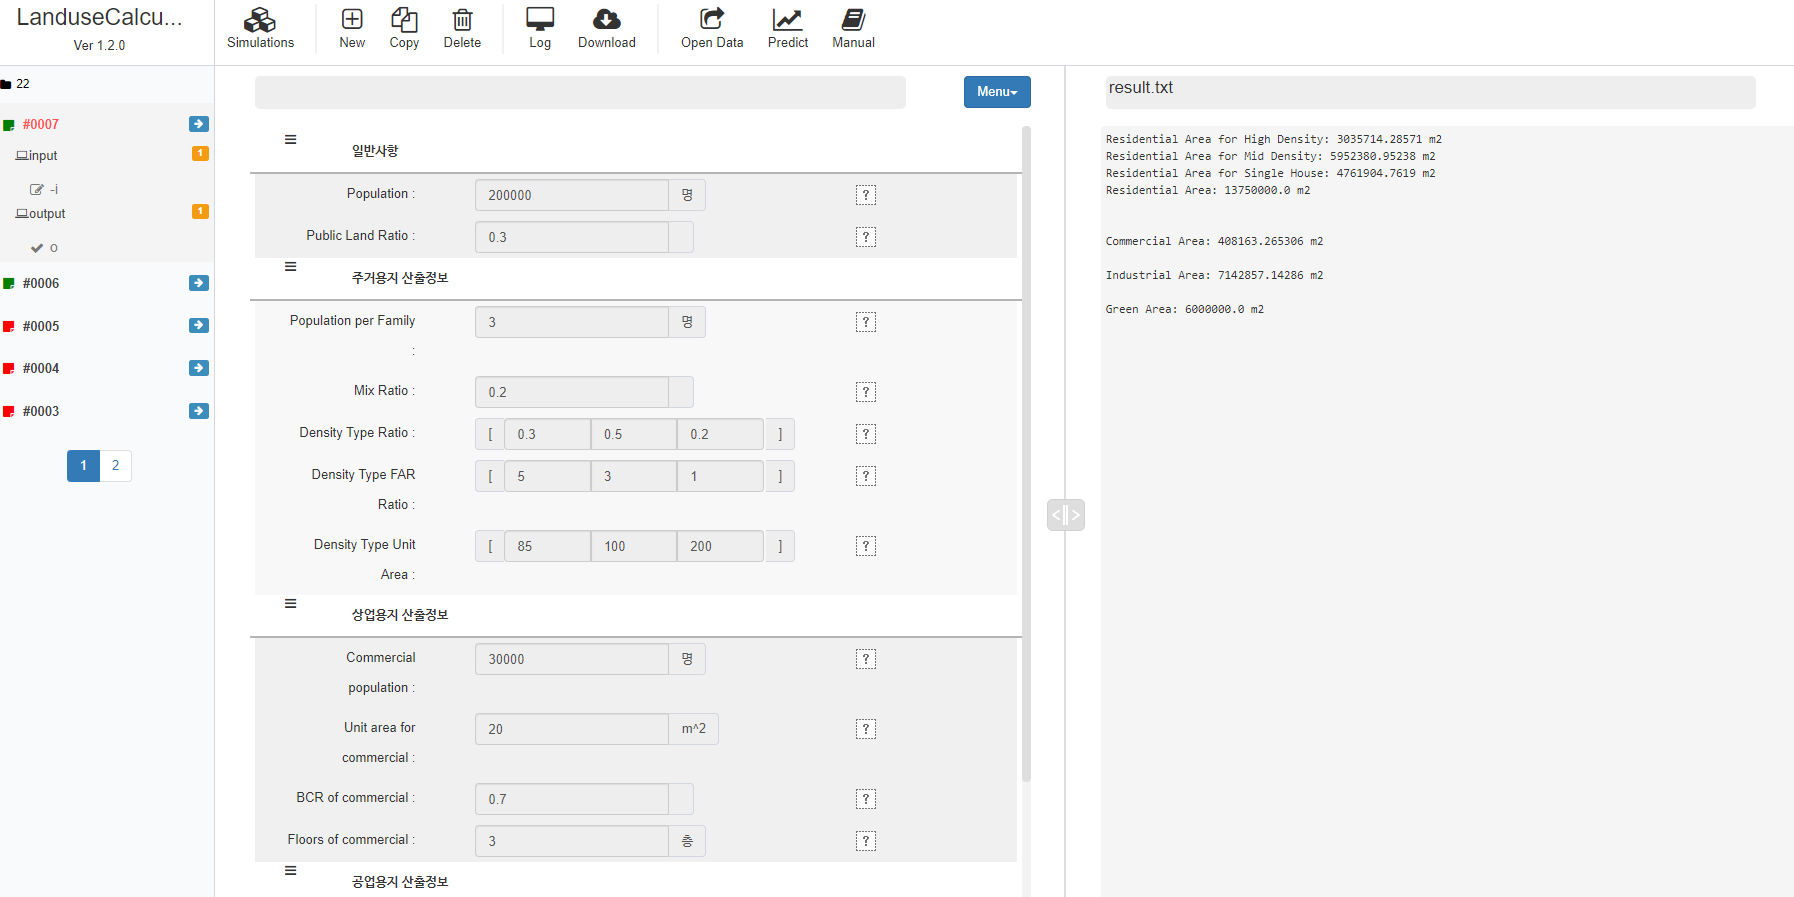 LanduseCalcu...
Ver 1.2.0
Simulations
New
Copy
Delete
Log
Download
Open Data
Predict
Manual
22
#0007
input
1
-i
output
1
o
#0006
#0005
#0004
#0003
1 2
Menu
일반사항
Population : 200000 명 ?
Public Land Ratio : 0.3 ?
주거용지 산출정보
Population per Family
: 3 명 ?
Mix Ratio : 0.2 ?
Density Type Ratio : [ 0.3 0.5 0.2 ] ?
Density Type FAR
Ratio : [ 5 3 1 ] ?
Density Type Unit
Area : [ 85 100 200 ] ?
상업용지 산출정보
Commercial
population : 30000 명 ?
Unit area for
commercial : 20 m^2 ?
BCR of commercial : 0.7 ?
Floors of commercial : 3 층 ?
공업용지 산출정보
<||>
result.txt
Residential Area for High Density: 3035714.28571 m2
Residential Area for Mid Density: 5952380.95238 m2
Residential Area for Single House: 4761904.7619 m2
Residential Area: 13750000.0 m2
Commercial Area: 408163.265306 m2
Industrial Area: 7142857.14286 m2
Green Area: 6000000.0 m2